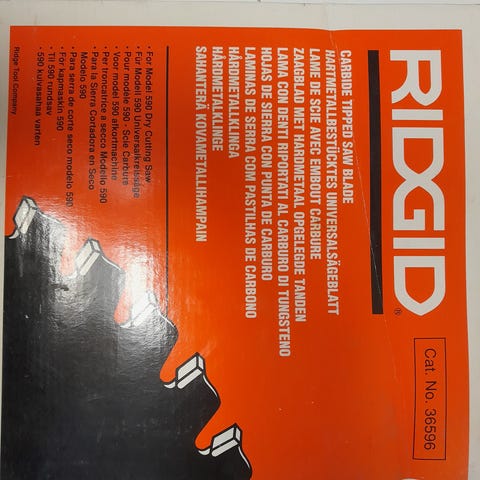 RIDGID®
Cat. No. 36596
CARBIDE TIPPED SAW BLADE
HARTMETALLBESTÜCKTES UNIVERSALSÄGEBLATT
LAME DE SCIE AVEC EMBOUT CARBURE
ZAAGBLAD MET HARDMETAAL OPGELEGDE TANDEN
LAMA CON DENTI RIPORTATI AL CARBURO DI TUNGSTENO
HOJAS DE SIERRA CON PUNTA DE CARBURO
LAMINAS DE SERRA COM PASTILHAS DE CARBONO
HÅRDMETALLKLINGA
HÅRDMETALKLINGE
SAHANTERÄ KOVAMETALLIHAMPAIN
• For Model 590 Dry Cutting Saw
• Für Modell 590 Universalkreissäge
• Pour modèle 590 - Scie Carbure
• Voor model 590 afkortmachine
• Per troncatrice a secco Modello 590
• Para la Sierra Cortadora en Seco
Modelo 590
• Para serra de corte seco modelo 590
• För kapmaskin 590
• Til 590 rundsav
• 590 kuivasahaa varten
Ridge Tool Company